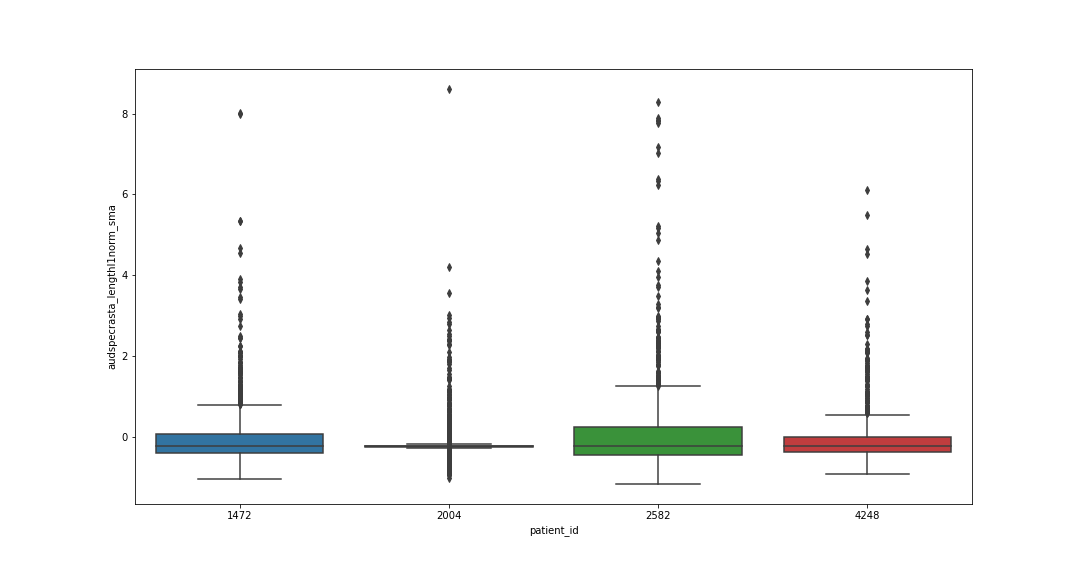 8
6
4
2
0
audspecrasta_lengthl1norm_sma
1472 2004 2582 4248
patient_id